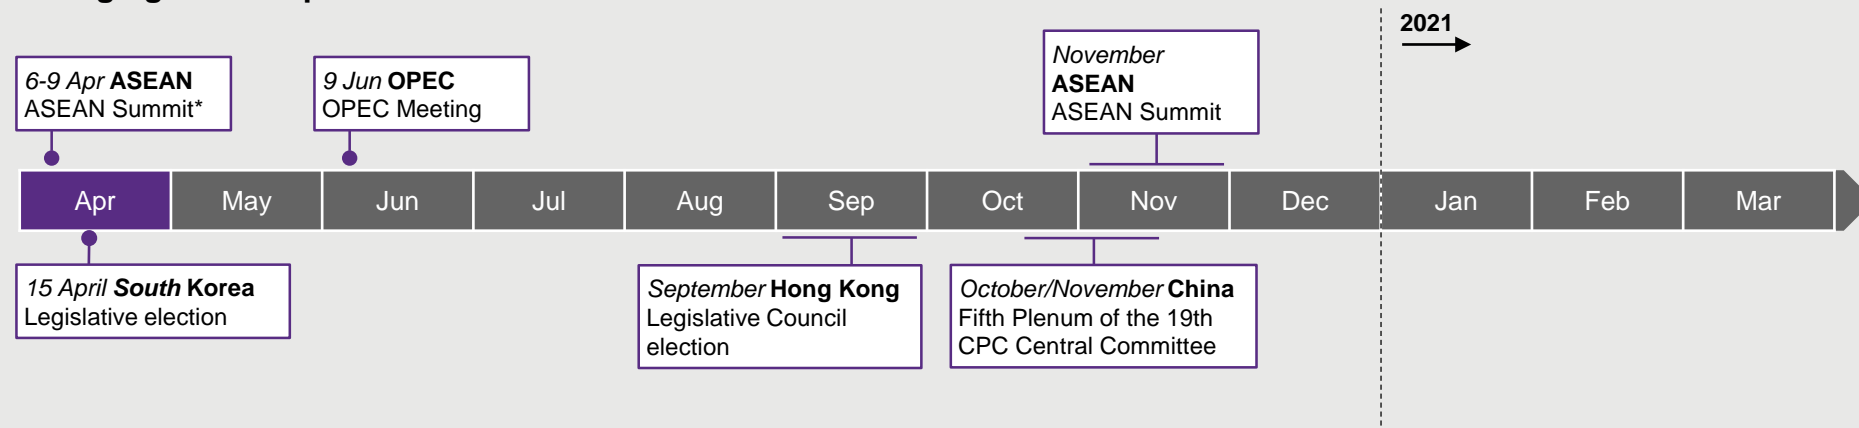 2021
6-9 Apr ASEAN
ASEAN Summit*
9 Jun OPEC
OPEC Meeting
November
ASEAN
ASEAN Summit
Apr May Jun Jul Aug Sep Oct Nov Dec Jan Feb Mar
15 April South Korea
Legislative election
September Hong Kong
Legislative Council
election
October/November China
Fifth Plenum of the 19th
CPC Central Committee